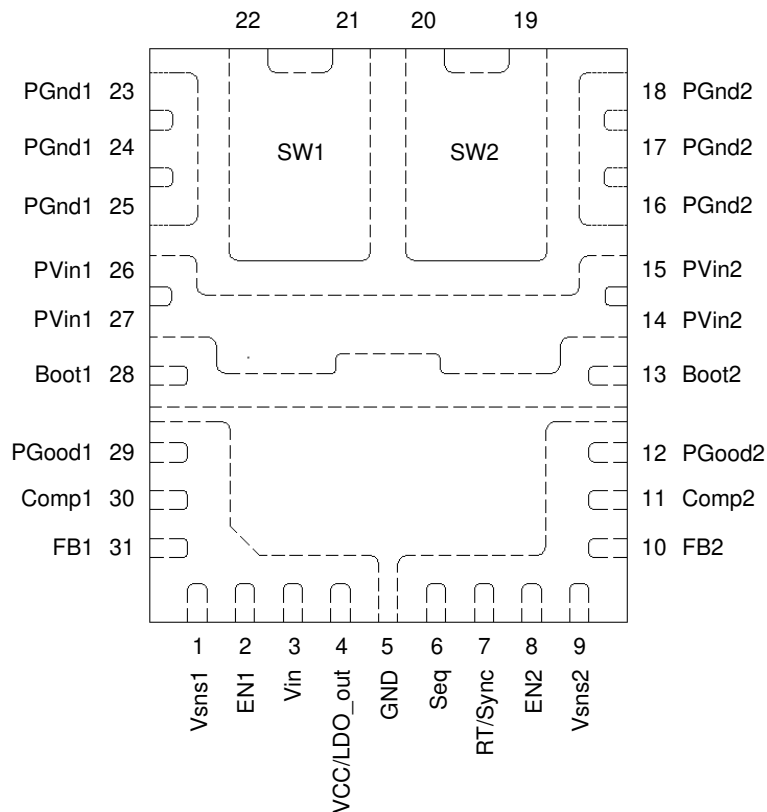 22 21 20 19
PGnd1 23
18 PGnd2
PGnd1 24
SW1
SW2
17 PGnd2
PGnd1 25
16 PGnd2
PVin1 26
15 PVin2
PVin1 27
14 PVin2
Boot1 28
13 Boot2
PGood1 29
12 PGood2
Comp1 30
11 Comp2
FB1 31
10 FB2
1 2 3 4 5 6 7 8 9
Vsns1
EN1
Vin
VCC/LDO_out
GND
Seq
RT/Sync
EN2
Vsns2